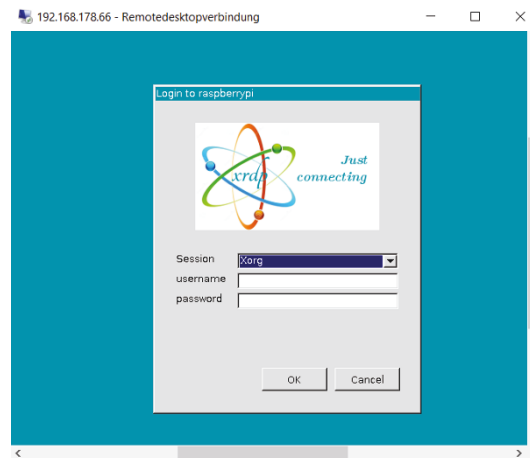 192.168.178.66 - Remotedesktopverbindung
Login to raspberrypi
xrdp
Just
connecting
Session
Xorg
username
password
OK
Cancel